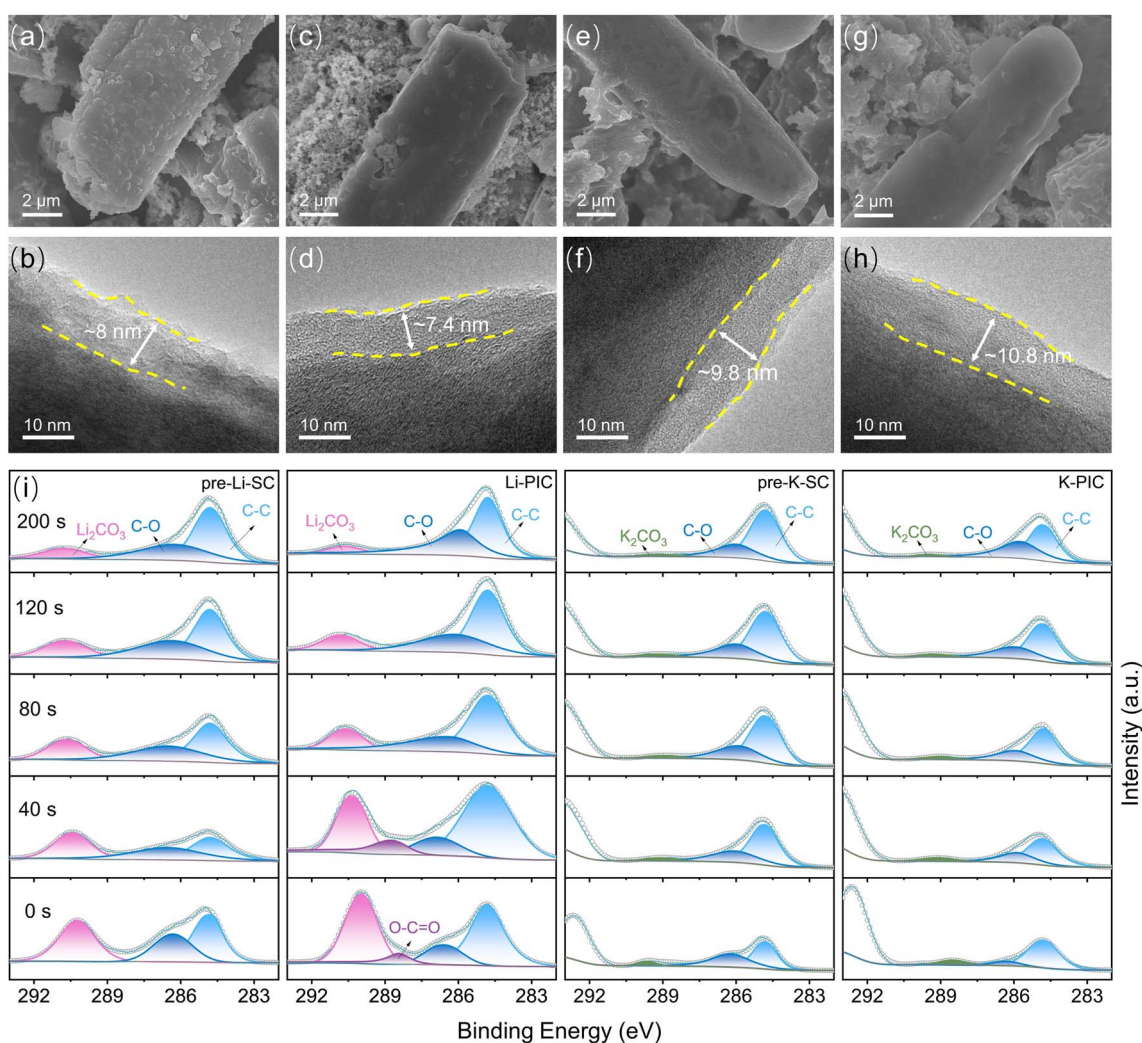 (a)
(c)
(e)
(g)
2 µm
2 µm
2 µm
2 µm
(b)
(d)
(f)
(h)
~8 nm
~7.4 nm
~9.8 nm
~10.8 nm
10 nm
10 nm
10 nm
10 nm
(i)
pre-Li-SC
Li-PIC
pre-K-SC
K-PIC
200 s
Li₂CO₃
C-O
C-C
Li₂CO₃
C-O
C-C
K₂CO₃
C-O
C-C
K₂CO₃
C-O
C-C
120 s
80 s
40 s
0 s
O-C=O
292 289 286 283
292 289 286 283
292 289 286 283
292 289 286 283
Binding Energy (eV)
Intensity (a.u.)